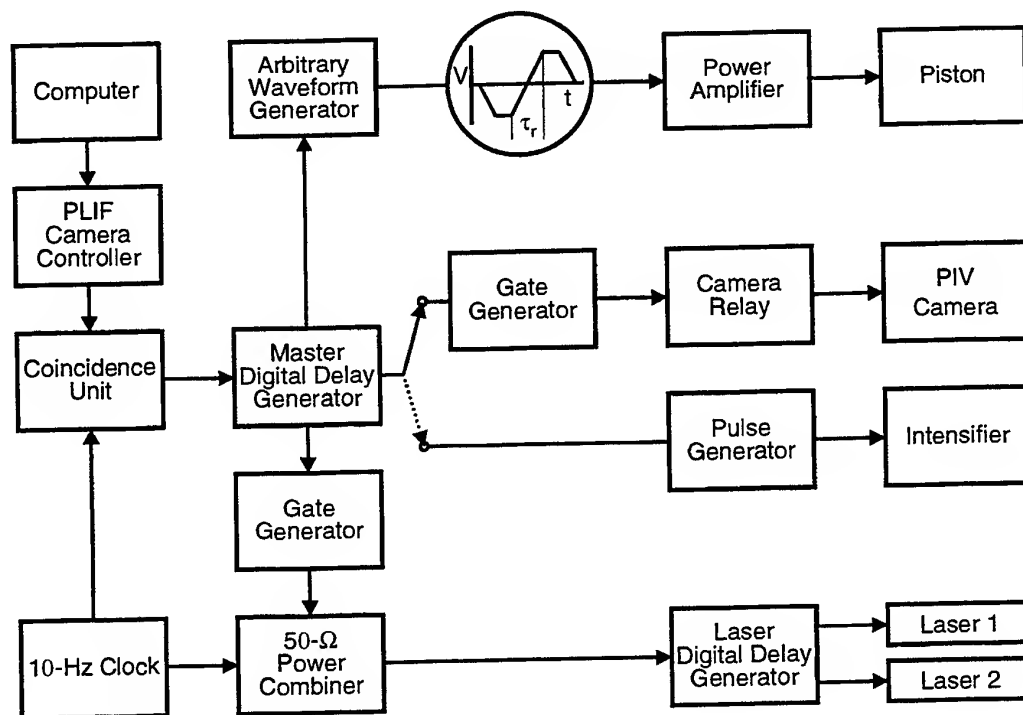 Computer
PLIF
Camera
Controller
Coincidence
Unit
10-Hz Clock
Arbitrary
Waveform
Generator
V
t
τr
Power
Amplifier
Piston
Master
Digital Delay
Generator
Gate
Generator
Camera
Relay
PIV
Camera
Pulse
Generator
Intensifier
Gate
Generator
50-Ω
Power
Combiner
Laser
Digital Delay
Generator
Laser 1
Laser 2